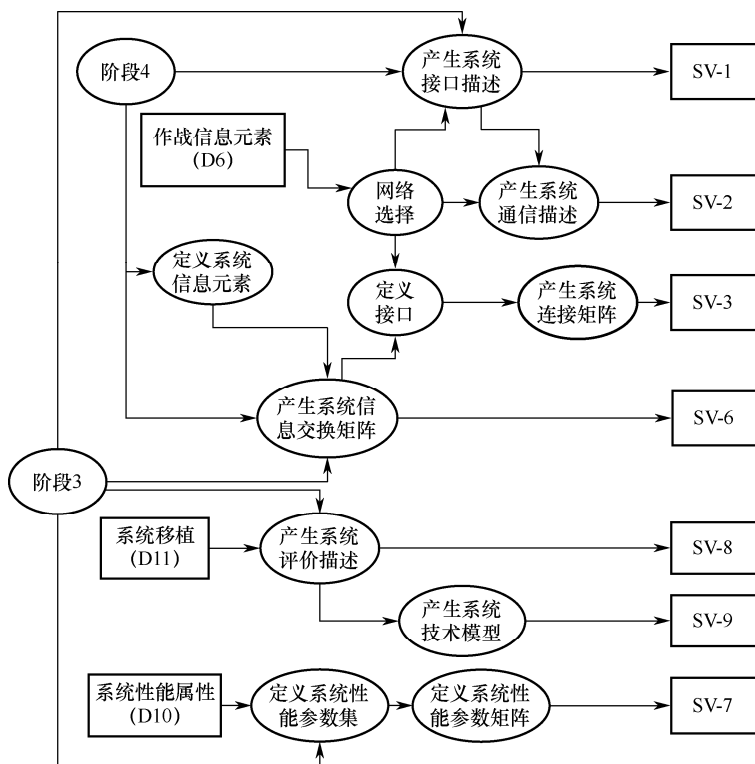 阶段4
产生系统
接口描述
SV-1
作战信息元素
(D6)
网络
选择
产生系统
通信描述
SV-2
定义系统
信息元素
定义
接口
产生系统
连接矩阵
SV-3
产生系统信
息交换矩阵
SV-6
阶段3
系统移植
(D11)
产生系统
评价描述
SV-8
产生系统
技术模型
SV-9
系统性能属性
(D10)
定义系统性
能参数集
定义系统性
能参数矩阵
SV-7